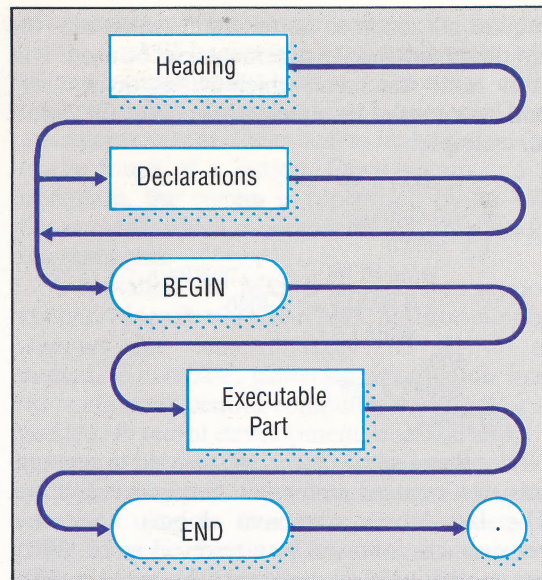 Heading
Declarations
BEGIN
Executable
Part
END
.